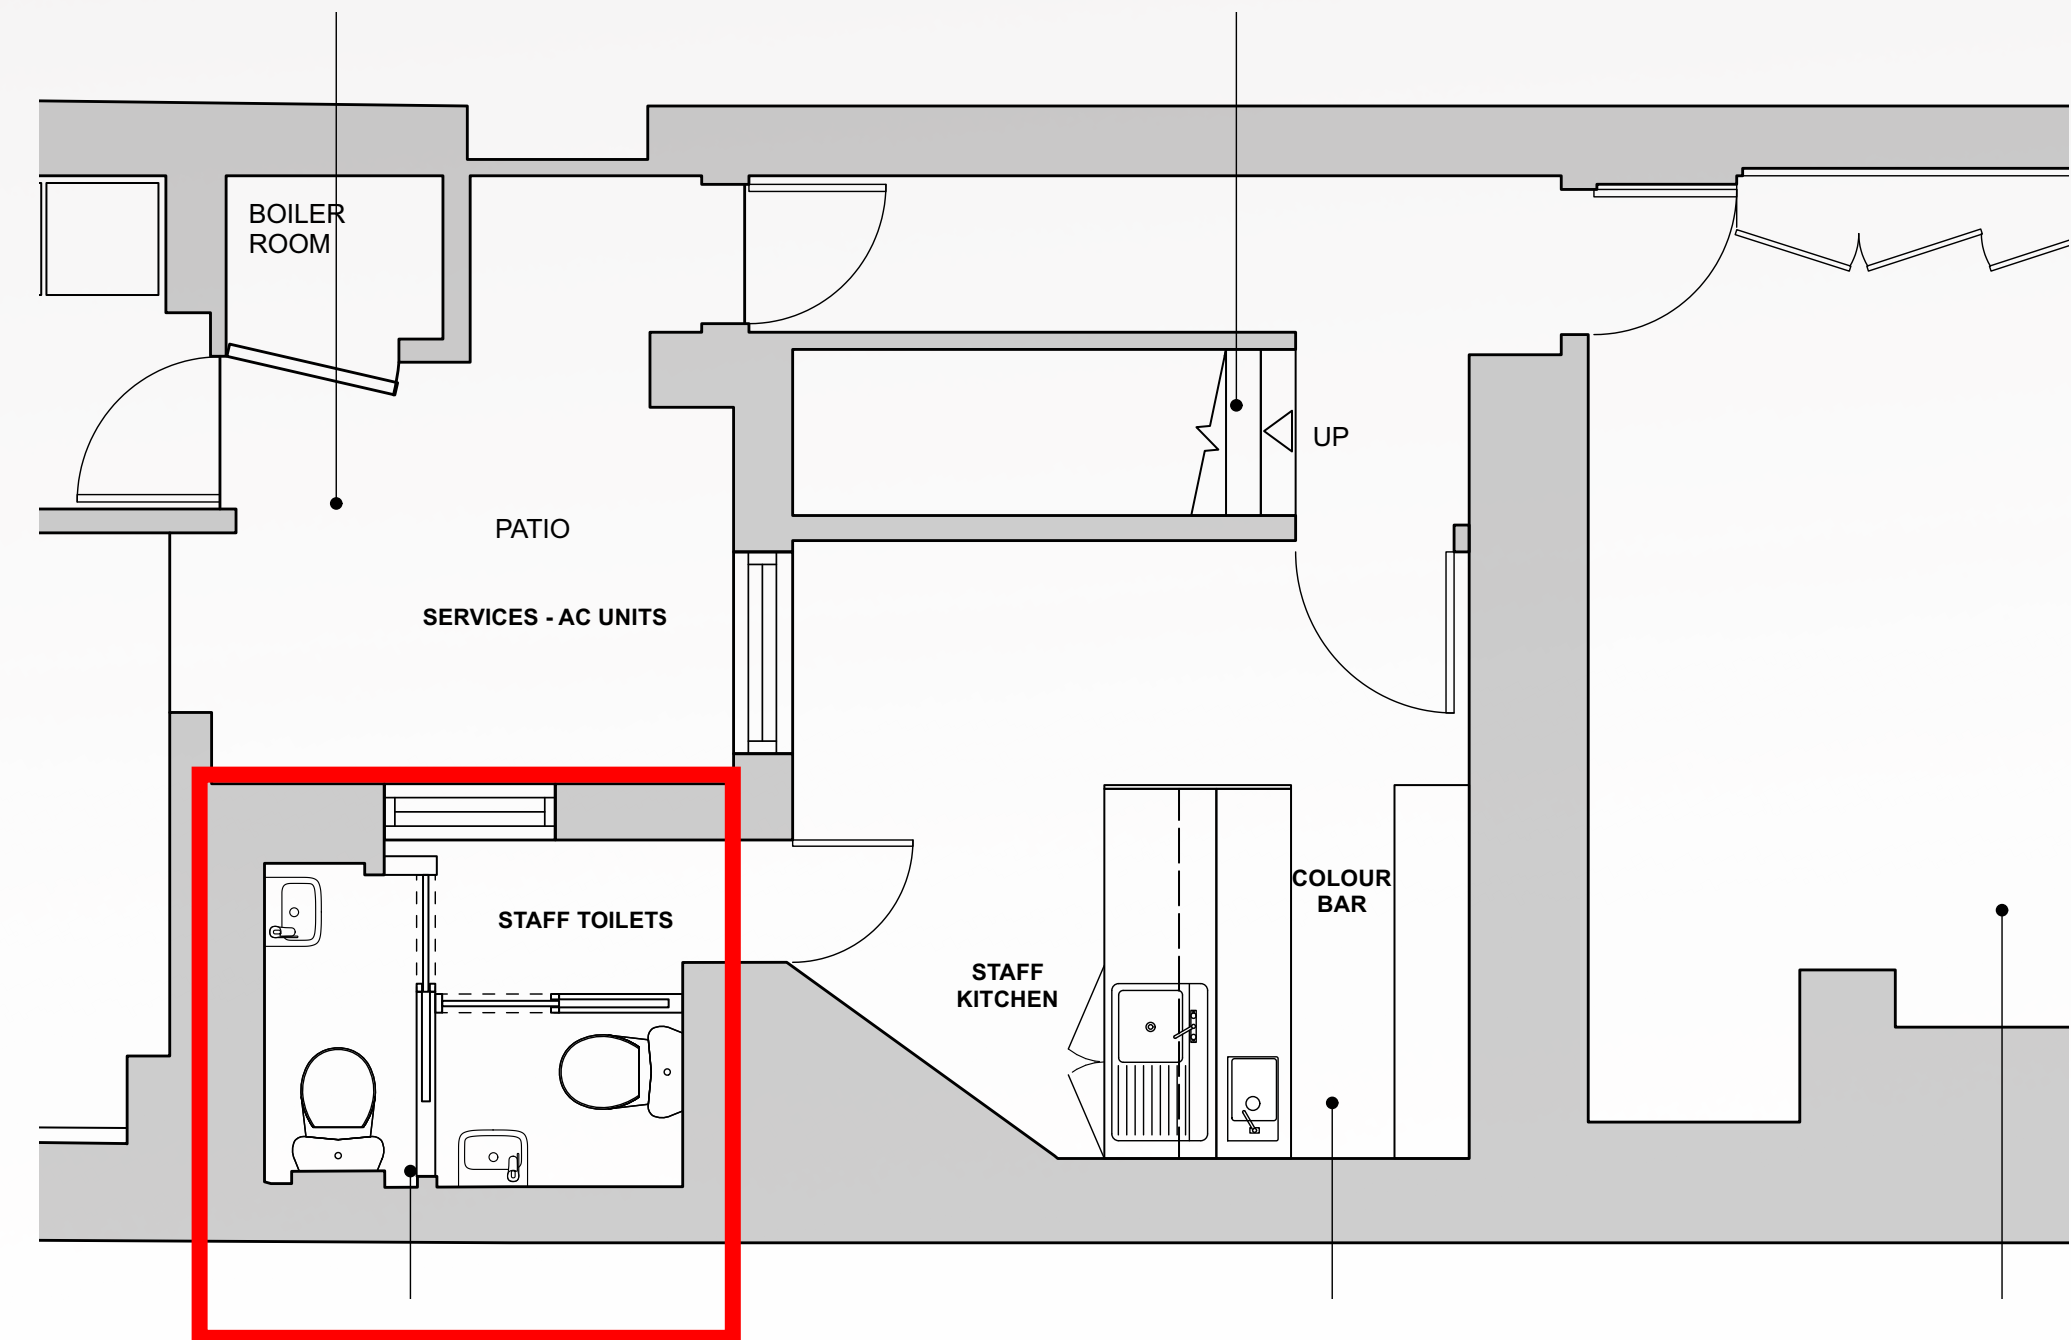 BOILER
ROOM
UP
PATIO
SERVICES - AC UNITS
COLOUR
BAR
STAFF TOILETS
STAFF
KITCHEN